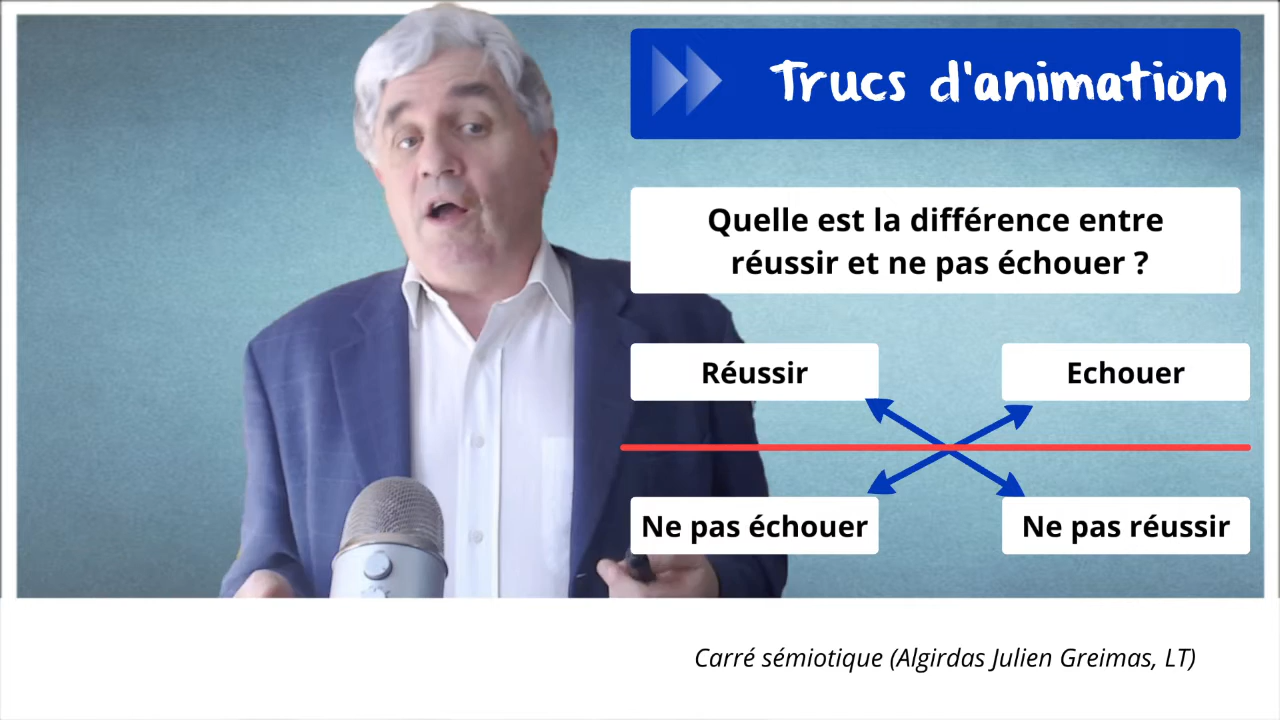 Trucs d'animation
Quelle est la différence entre
réussir et ne pas échouer ?
Réussir
Echouer
Ne pas échouer
Ne pas réussir
Carré sémiotique (Algirdas Julien Greimas, LT)